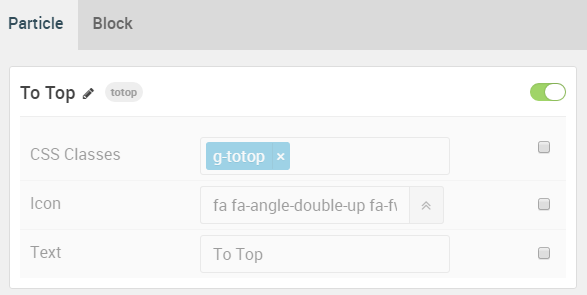 Particle Block
To Top totop
CSS Classes g-totop ×
Icon fa fa-angle-double-up fa-fv
Text To Top